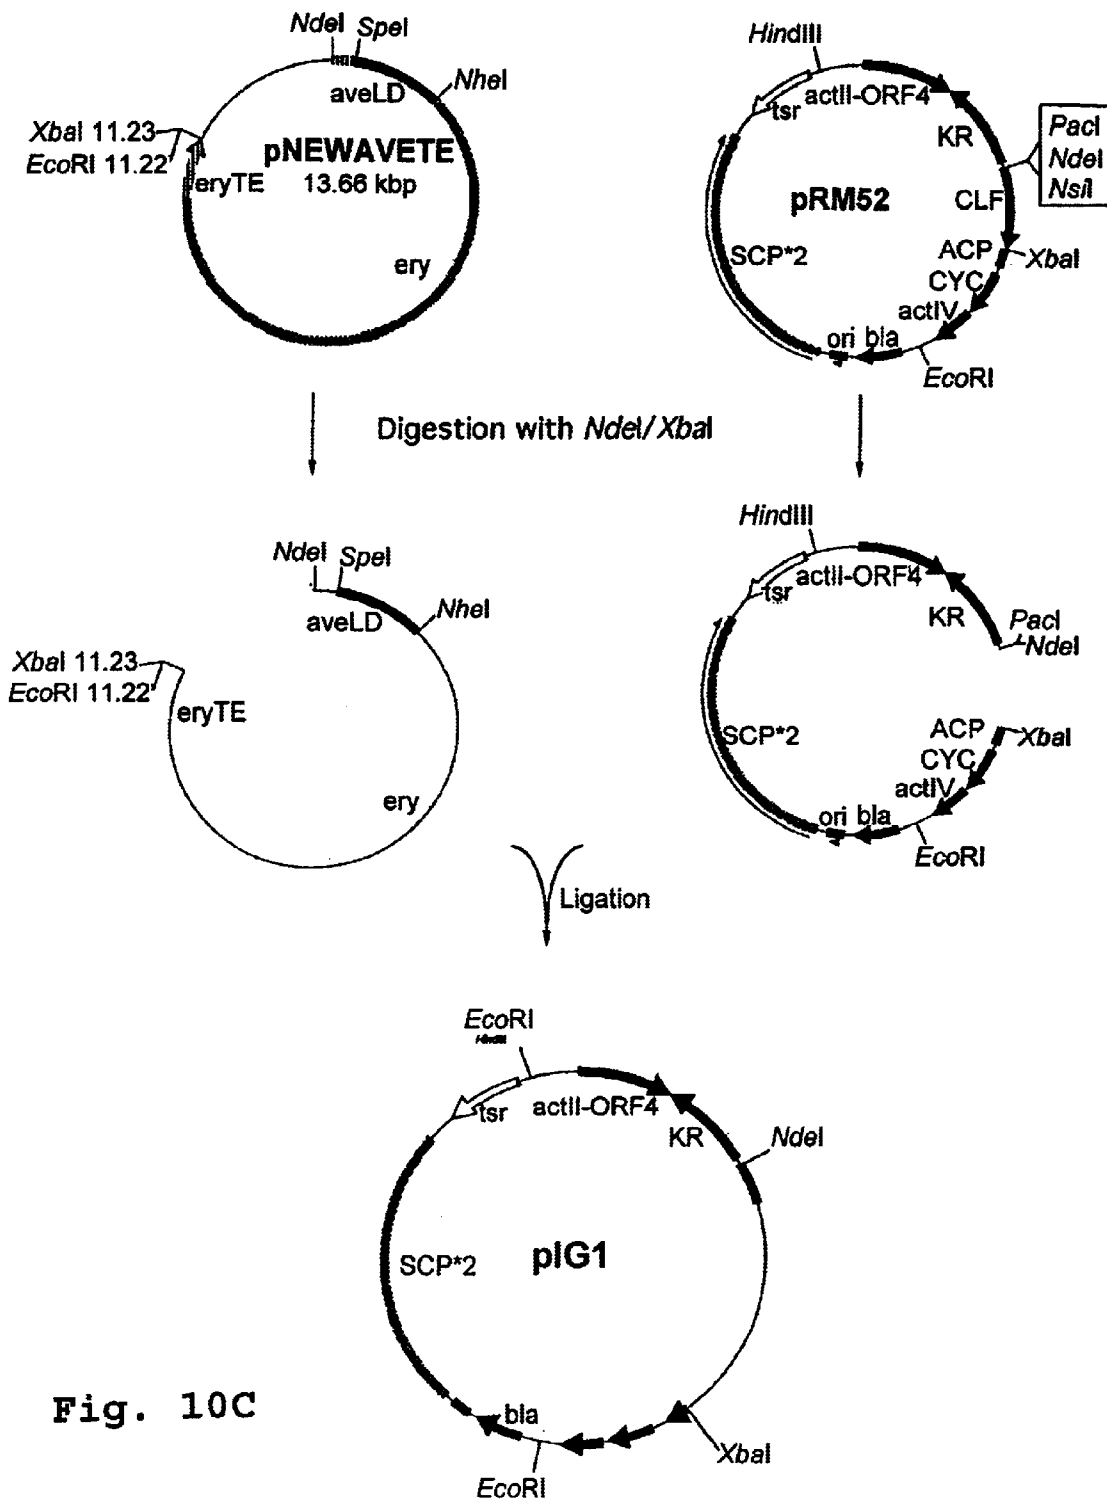 NdeI SpeI
NheI
aveLD
XbaI 11.23
EcoRI 11.22
pNEWAVETE
13.66 kbp
eryTE
ery
HindIII
actII-ORF4
tsr
KR
PacI
NdeI
NsiI
pRM52
CLF
SCP*2
ACP
XbaI
CYC
actIV
ori bla
EcoRI
Digestion with NdeI/XbaI
NdeI SpeI
NheI
aveLD
XbaI 11.23
EcoRI 11.22
eryTE
ery
HindIII
actII-ORF4
tsr
KR
PacI
NdeI
SCP*2
ACP
XbaI
CYC
actIV
ori bla
EcoRI
Ligation
EcoRI
HindIII
tsr
actII-ORF4
KR
NdeI
SCP*2
pIG1
bla
XbaI
EcoRI
Fig. 10C